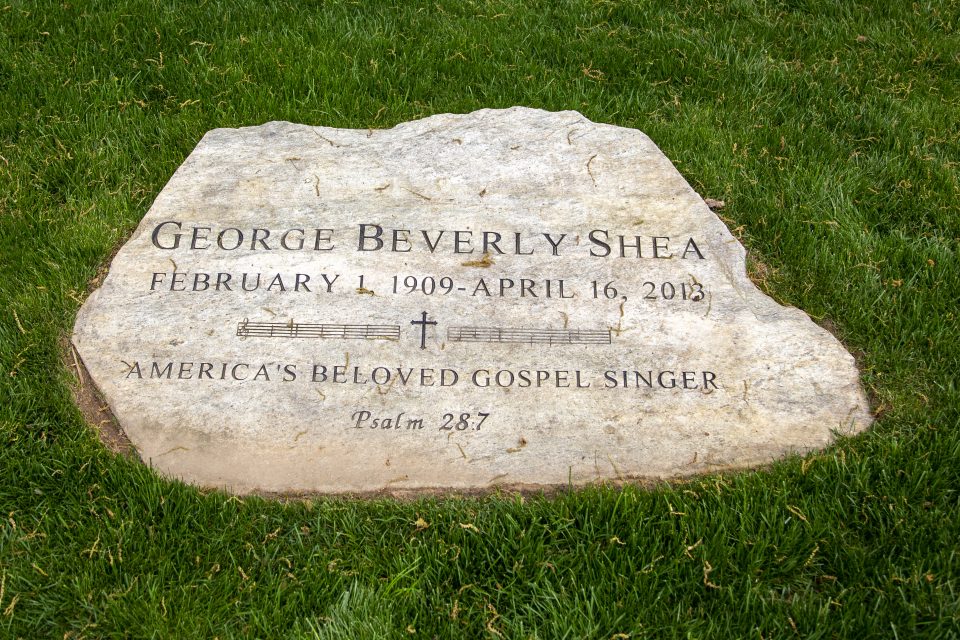 GEORGE BEVERLY SHEA
FEBRUARY 1, 1909-APRIL 16, 2013
AMERICA'S BELOVED GOSPEL SINGER
Psalm 28:7